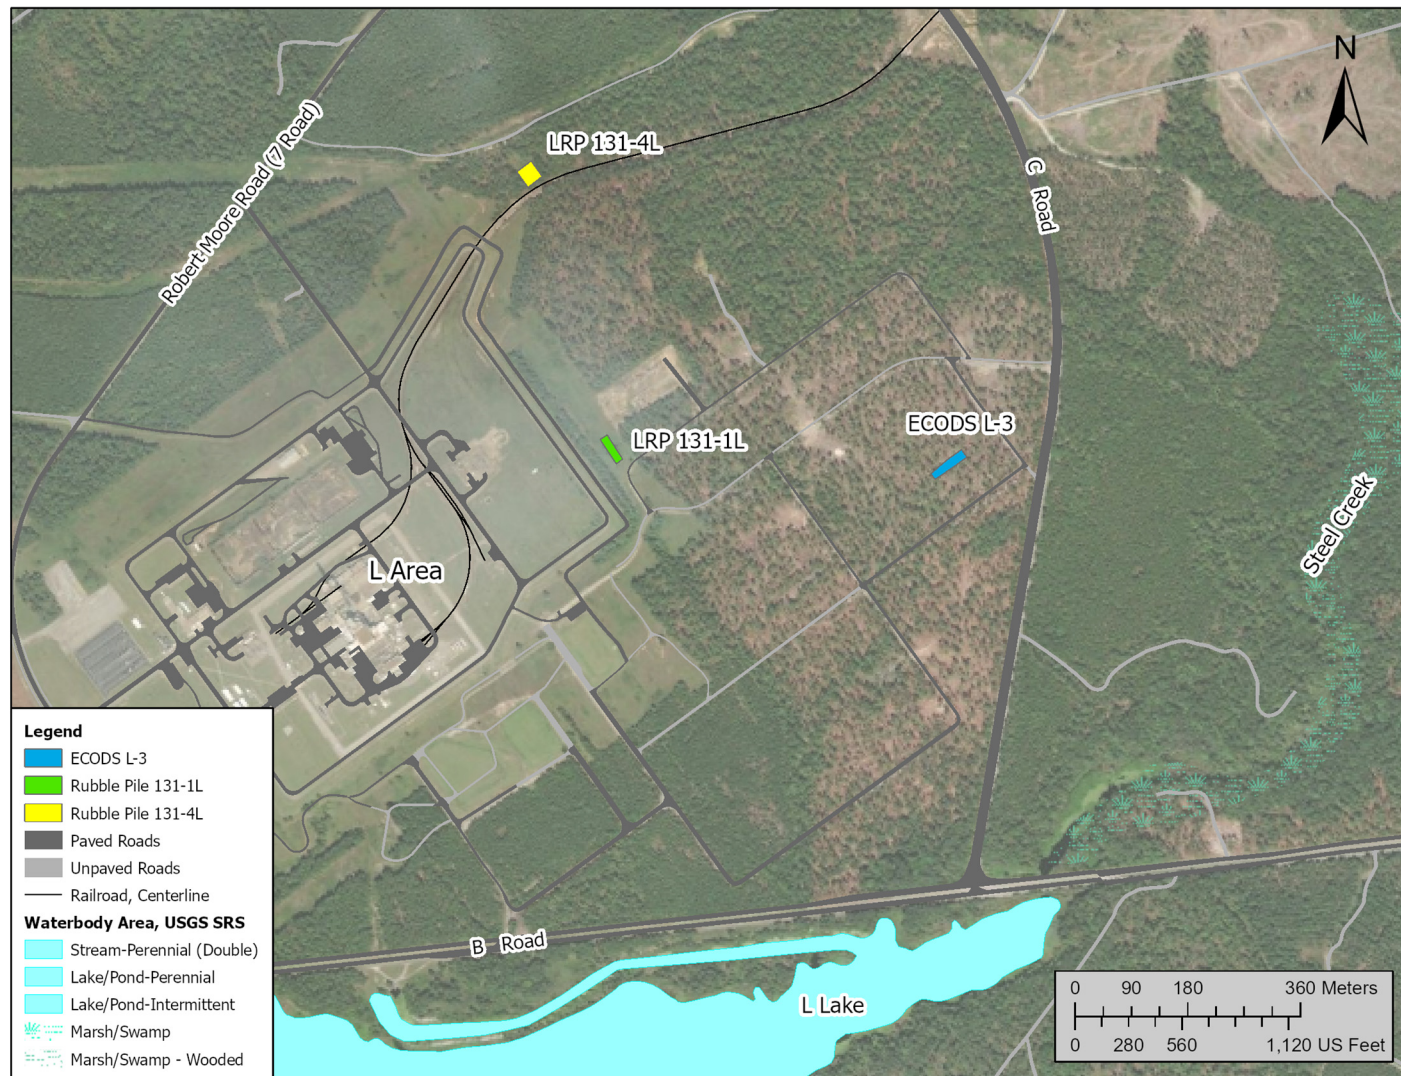 N
LRP 131-4L
Robert Moore Road (7 Road)
C Road
ECODS L-3
LRP 131-1L
Steel Creek
L Area
B Road
L Lake
Legend
ECODS L-3
Rubble Pile 131-1L
Rubble Pile 131-4L
Paved Roads
Unpaved Roads
Railroad, Centerline
Waterbody Area, USGS SRS
Stream-Perennial (Double)
Lake/Pond-Perennial
Lake/Pond-Intermittent
Marsh/Swamp
Marsh/Swamp - Wooded
0 90 180 360 Meters
0 280 560 1,120 US Feet